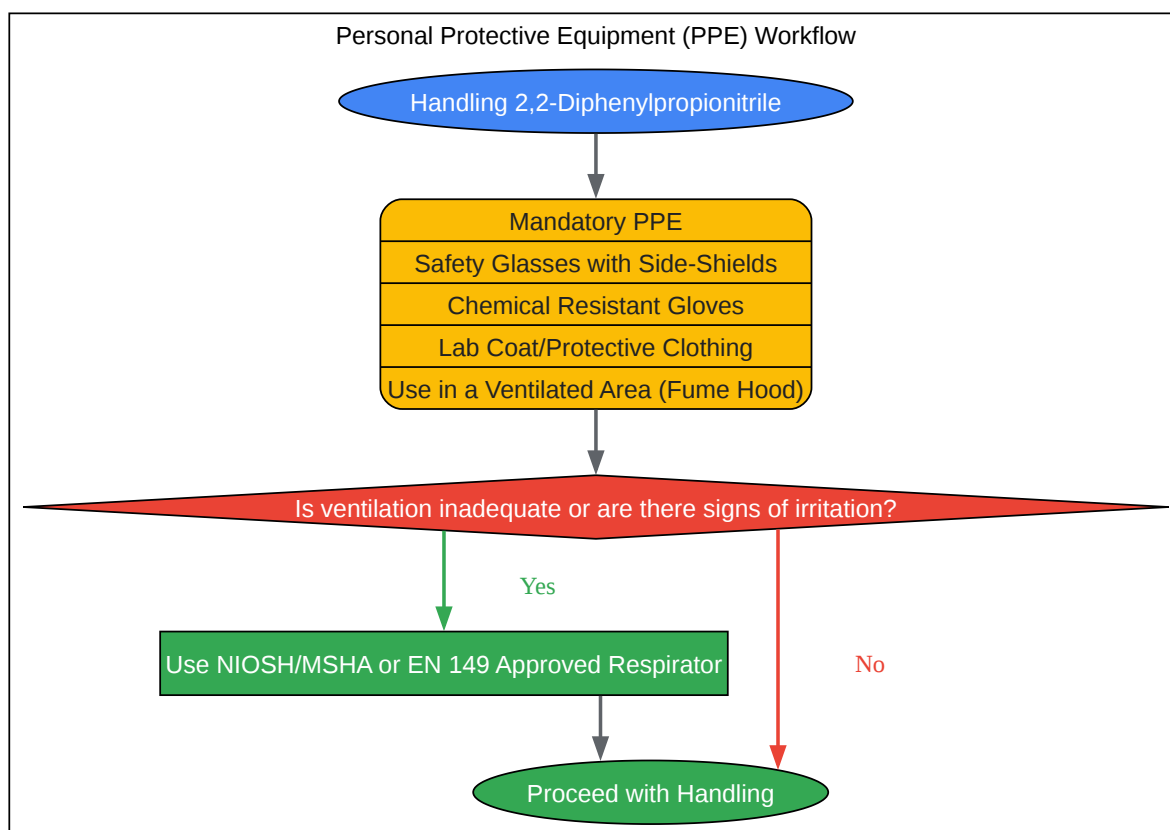 Personal Protective Equipment (PPE) Workflow
Handling 2,2-Diphenylpropionitrile
Mandatory PPE
Safety Glasses with Side-Shields
Chemical Resistant Gloves
Lab Coat/Protective Clothing
Use in a Ventilated Area (Fume Hood)
Is ventilation inadequate or are there signs of irritation?
Yes
Use NIOSH/MSHA or EN 149 Approved Respirator
No
Proceed with Handling